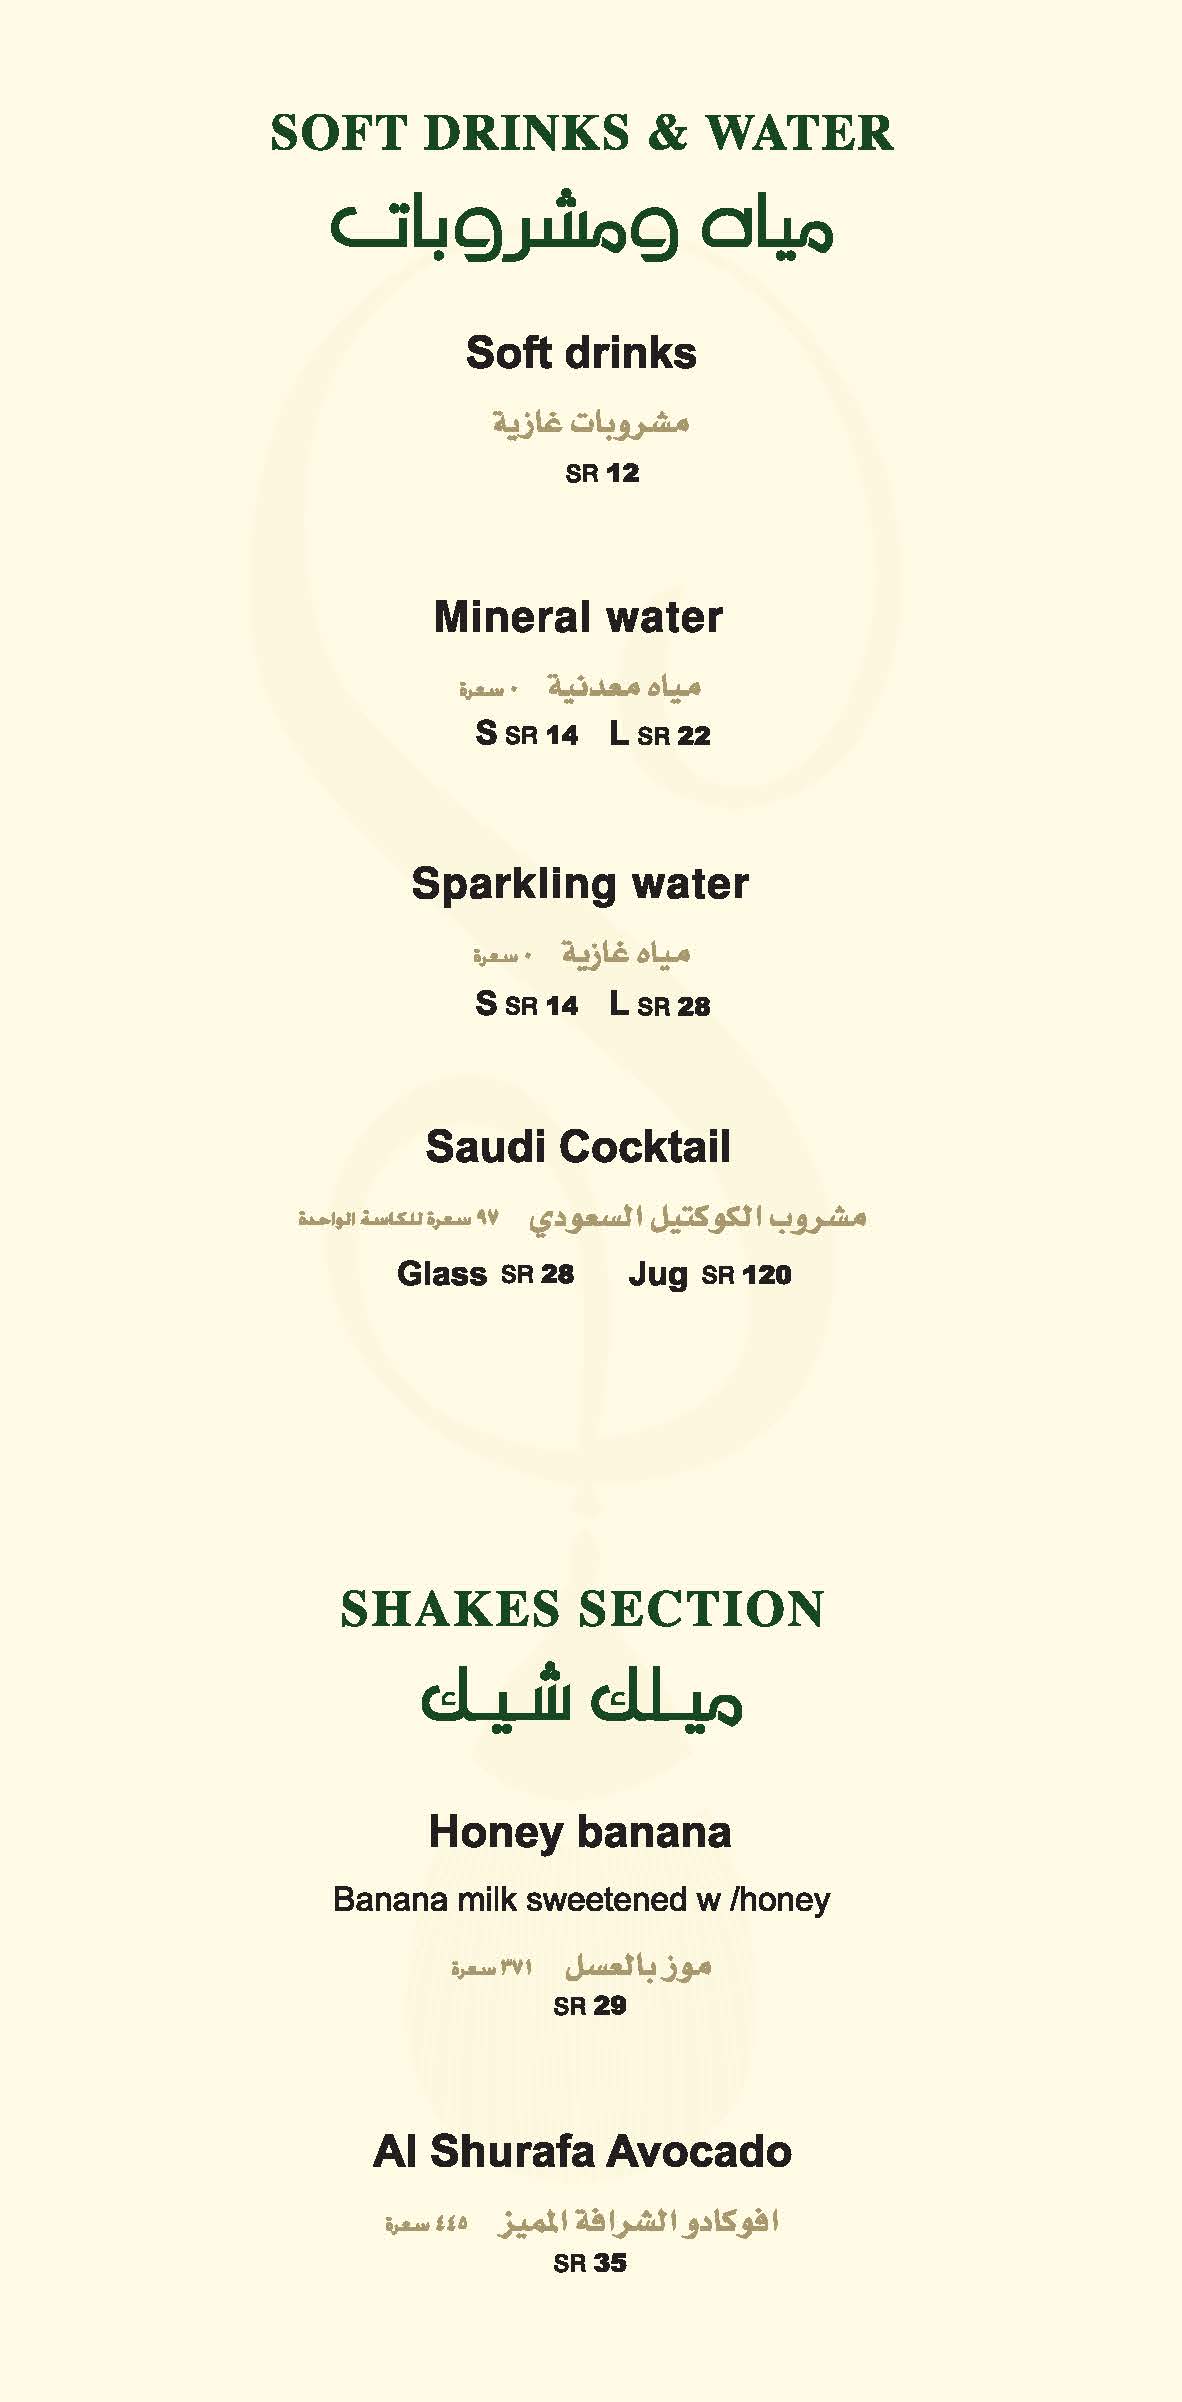 SOFT DRINKS & WATER
مياه ومشروبات
Soft drinks
مشروبات غازية
SR 12
Mineral water
مياه معدنية ٠ سعرة
S SR 14 L SR 22
Sparkling water
مياه غازية ٠ سعرة
S SR 14 L SR 28
Saudi Cocktail
مشروب الكوكتيل السعودي ٩٧ سعرة للكاسة الواحدة
Glass SR 28 Jug SR 120
SHAKES SECTION
ميلك شيك
Honey banana
Banana milk sweetened w /honey
موز بالعسل ٣٧١ سعرة
SR 29
Al Shurafa Avocado
افوكادو الشرافة المميز ٤٤٥ سعرة
SR 35